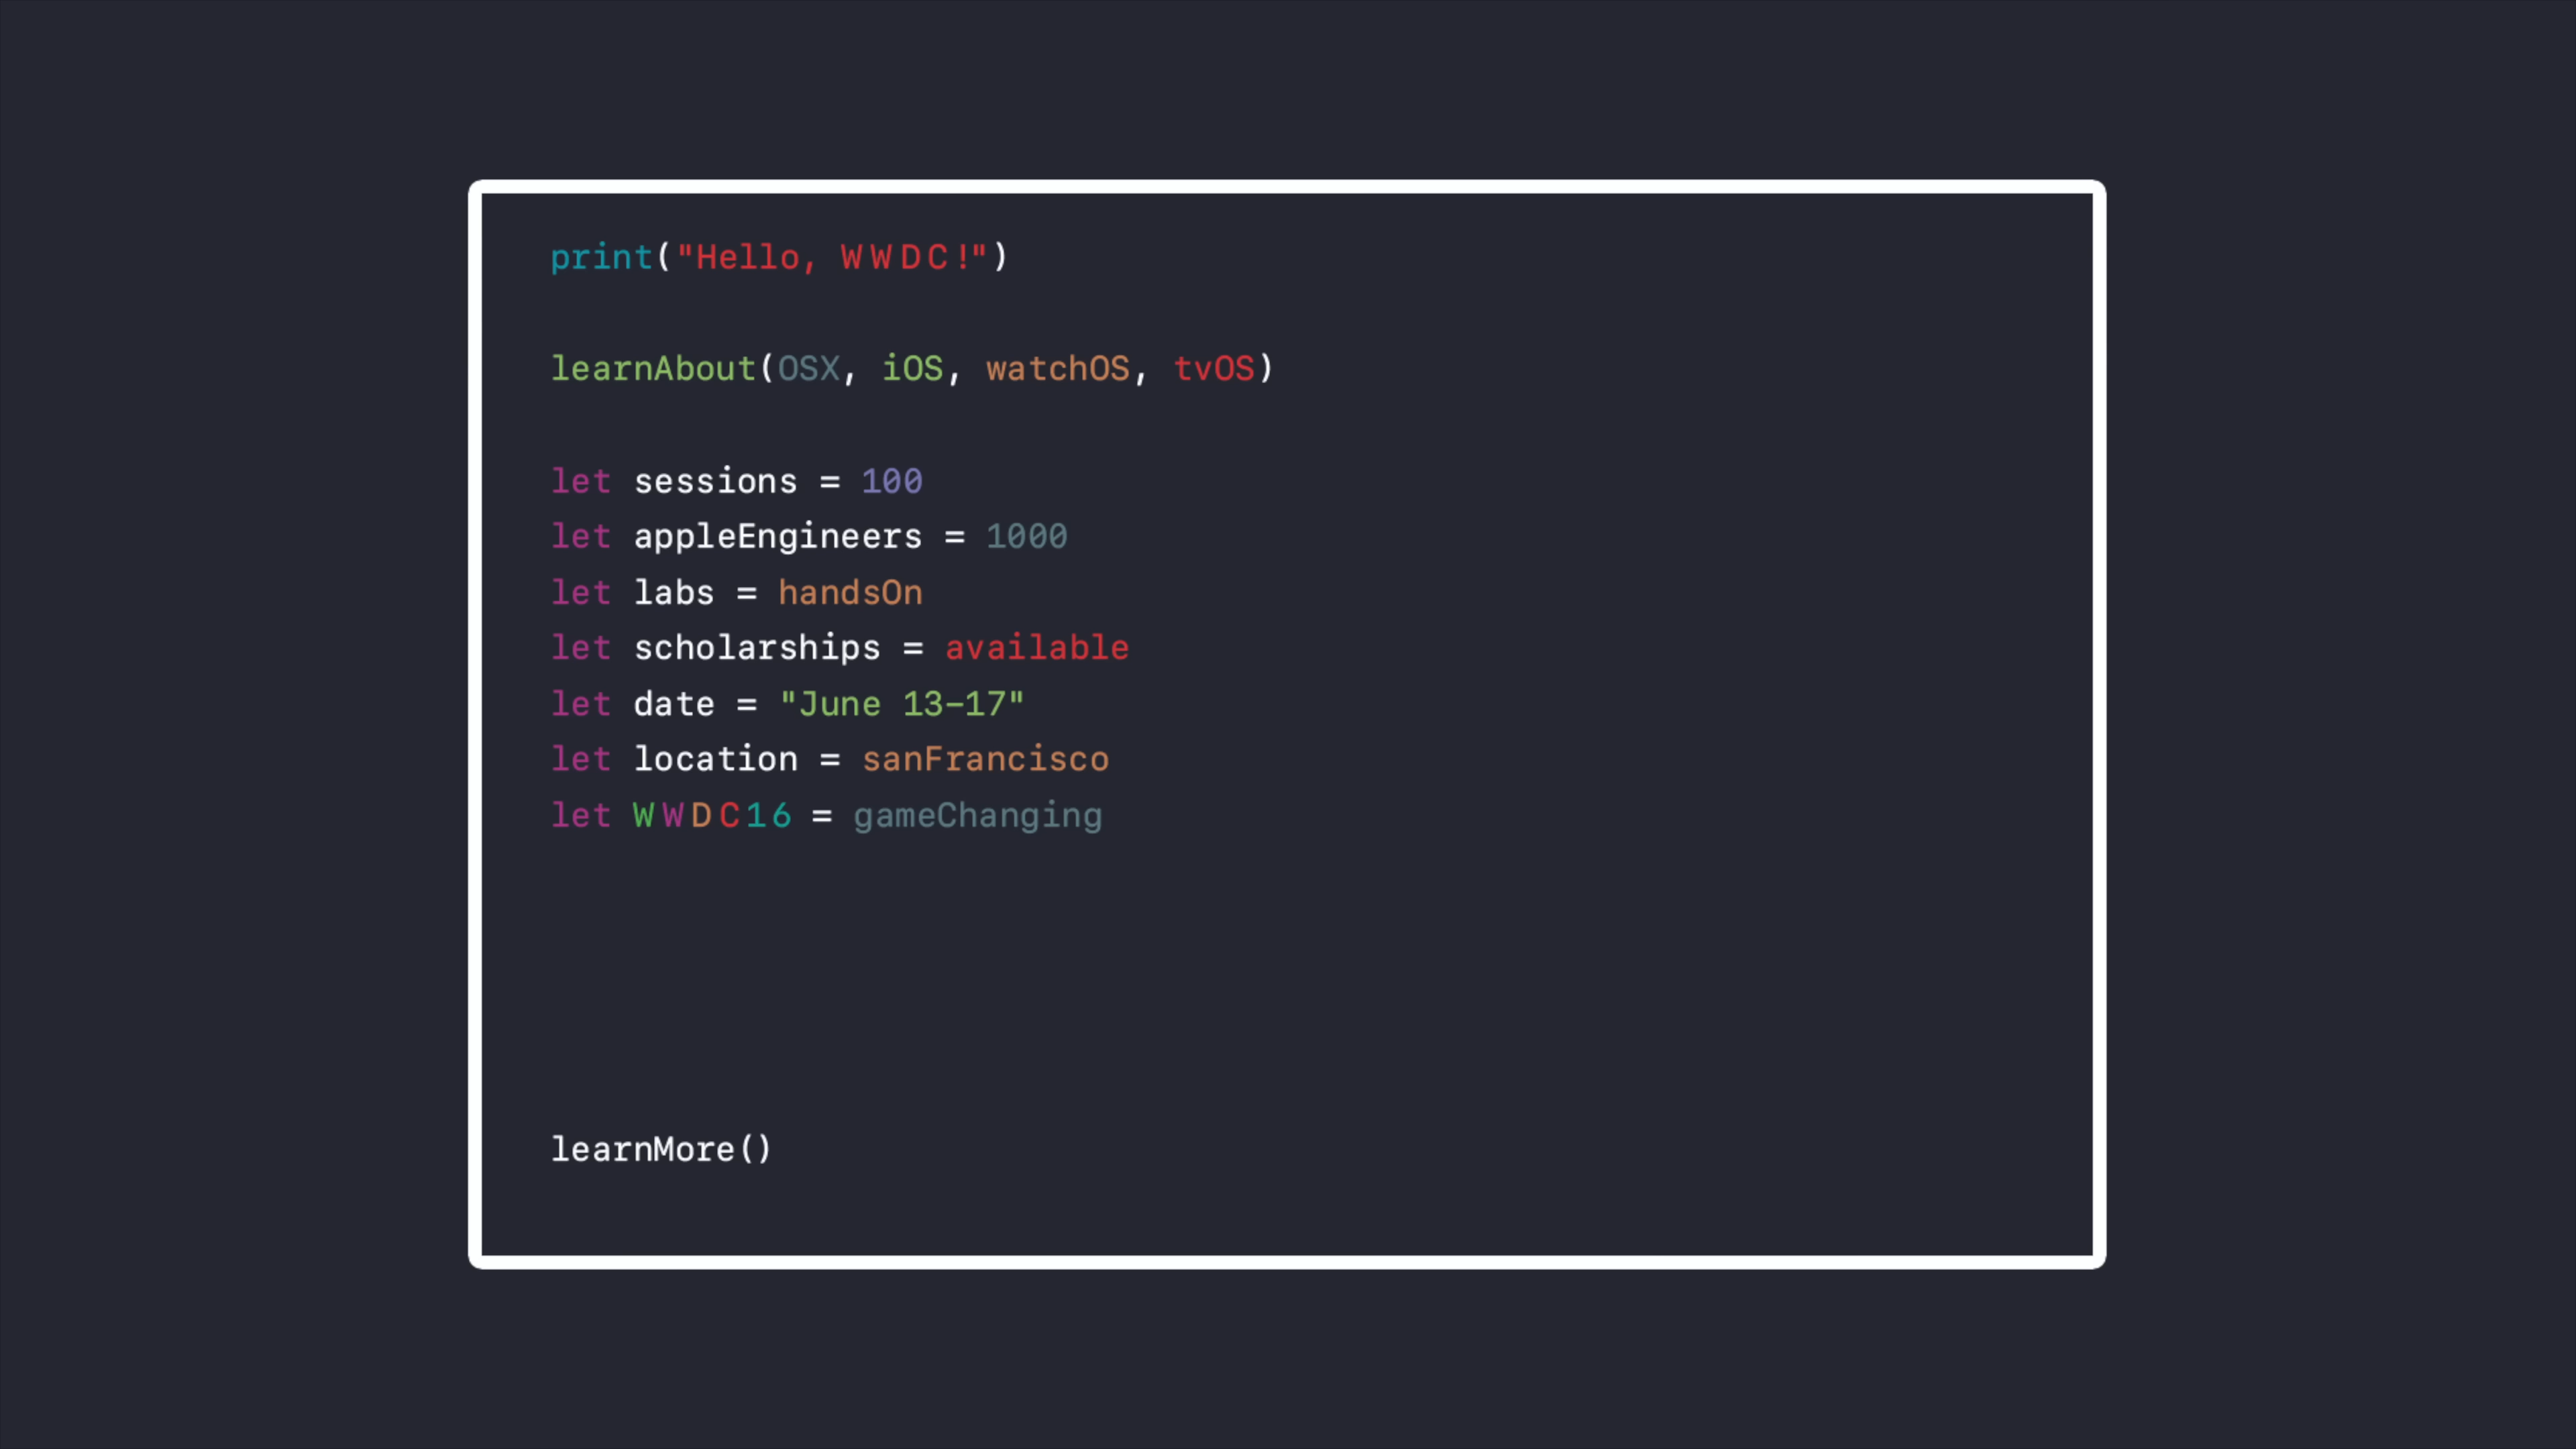 print("Hello, WWDC!")
learnAbout(OSX, iOS, watchOS, tvOS)
let sessions = 100
let appleEngineers = 1000
let labs = handsOn
let scholarships = available
let date = "June 13–17"
let location = sanFrancisco
let WWDC16 = gameChanging
learnMore()